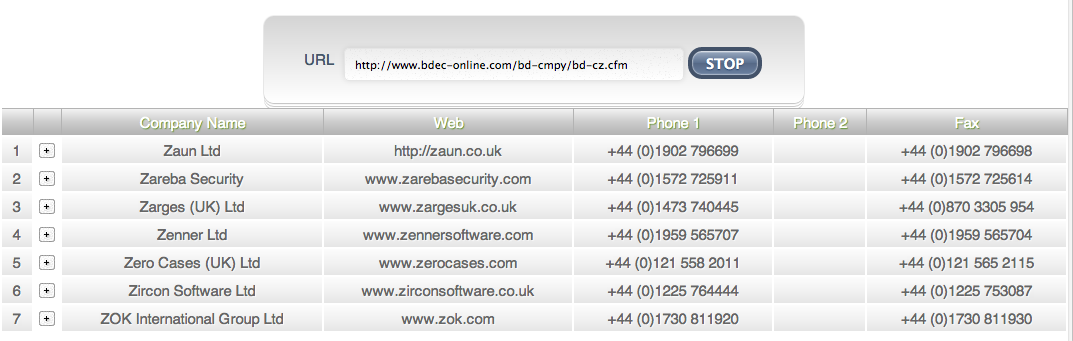 URL http://www.bdec-online.com/bd-cmpy/bd-cz.cfm STOP
Company Name Web Phone 1 Phone 2 Fax
1 + Zaun Ltd http://zaun.co.uk +44 (0)1902 796699 +44 (0)1902 796698
2 + Zareba Security www.zarebasecurity.com +44 (0)1572 725911 +44 (0)1572 725614
3 + Zarges (UK) Ltd www.zargesuk.co.uk +44 (0)1473 740445 +44 (0)870 3305 954
4 + Zenner Ltd www.zennersoftware.com +44 (0)1959 565707 +44 (0)1959 565704
5 + Zero Cases (UK) Ltd www.zerocases.com +44 (0)121 558 2011 +44 (0)121 565 2115
6 + Zircon Software Ltd www.zirconsoftware.co.uk +44 (0)1225 764444 +44 (0)1225 753087
7 + ZOK International Group Ltd www.zok.com +44 (0)1730 811920 +44 (0)1730 811930